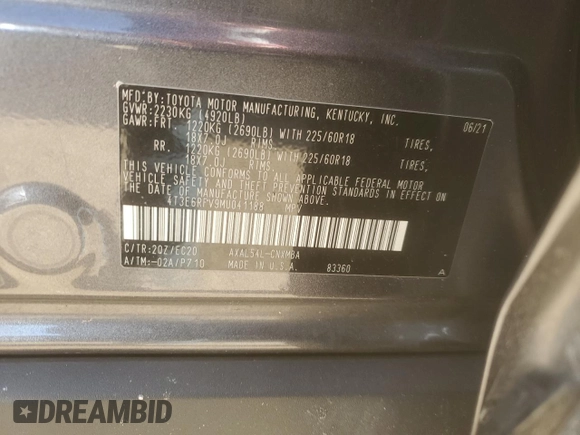 MFD.BY:TOYOTA MOTOR MANUFACTURING, KENTUCKY, INC.
GVWR:2230KG (4920LB) 06/21
GAWR:FRT 1220KG (2690LB) WITH 225/60R18 TIRES,
18X7.0J RIMS
RR. 1220KG (2690LB) WITH 225/60R18 TIRES,
18X7.0J RIMS
THIS VEHICLE CONFORMS TO ALL APPLICABLE FEDERAL MOTOR
VEHICLE SAFETY AND THEFT PREVENTION STANDARDS IN EFFECT ON
THE DATE OF MANUFACTURE SHOWN ABOVE.
4T3E6RFV9MU041188 MPV
C/TR:20Z/EC20 AXAL54L-CNXMBA
A/TM:-02A/P710 MADE IN U.S.A. 83360 A
DREAMBID